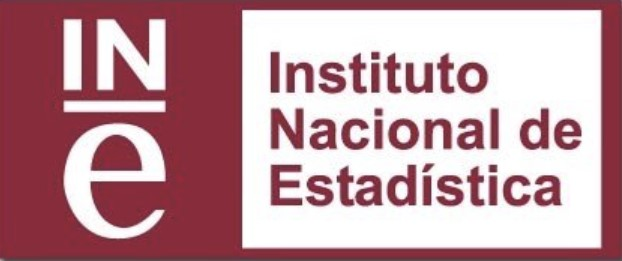 IN
e
Instituto
Nacional de
Estadística